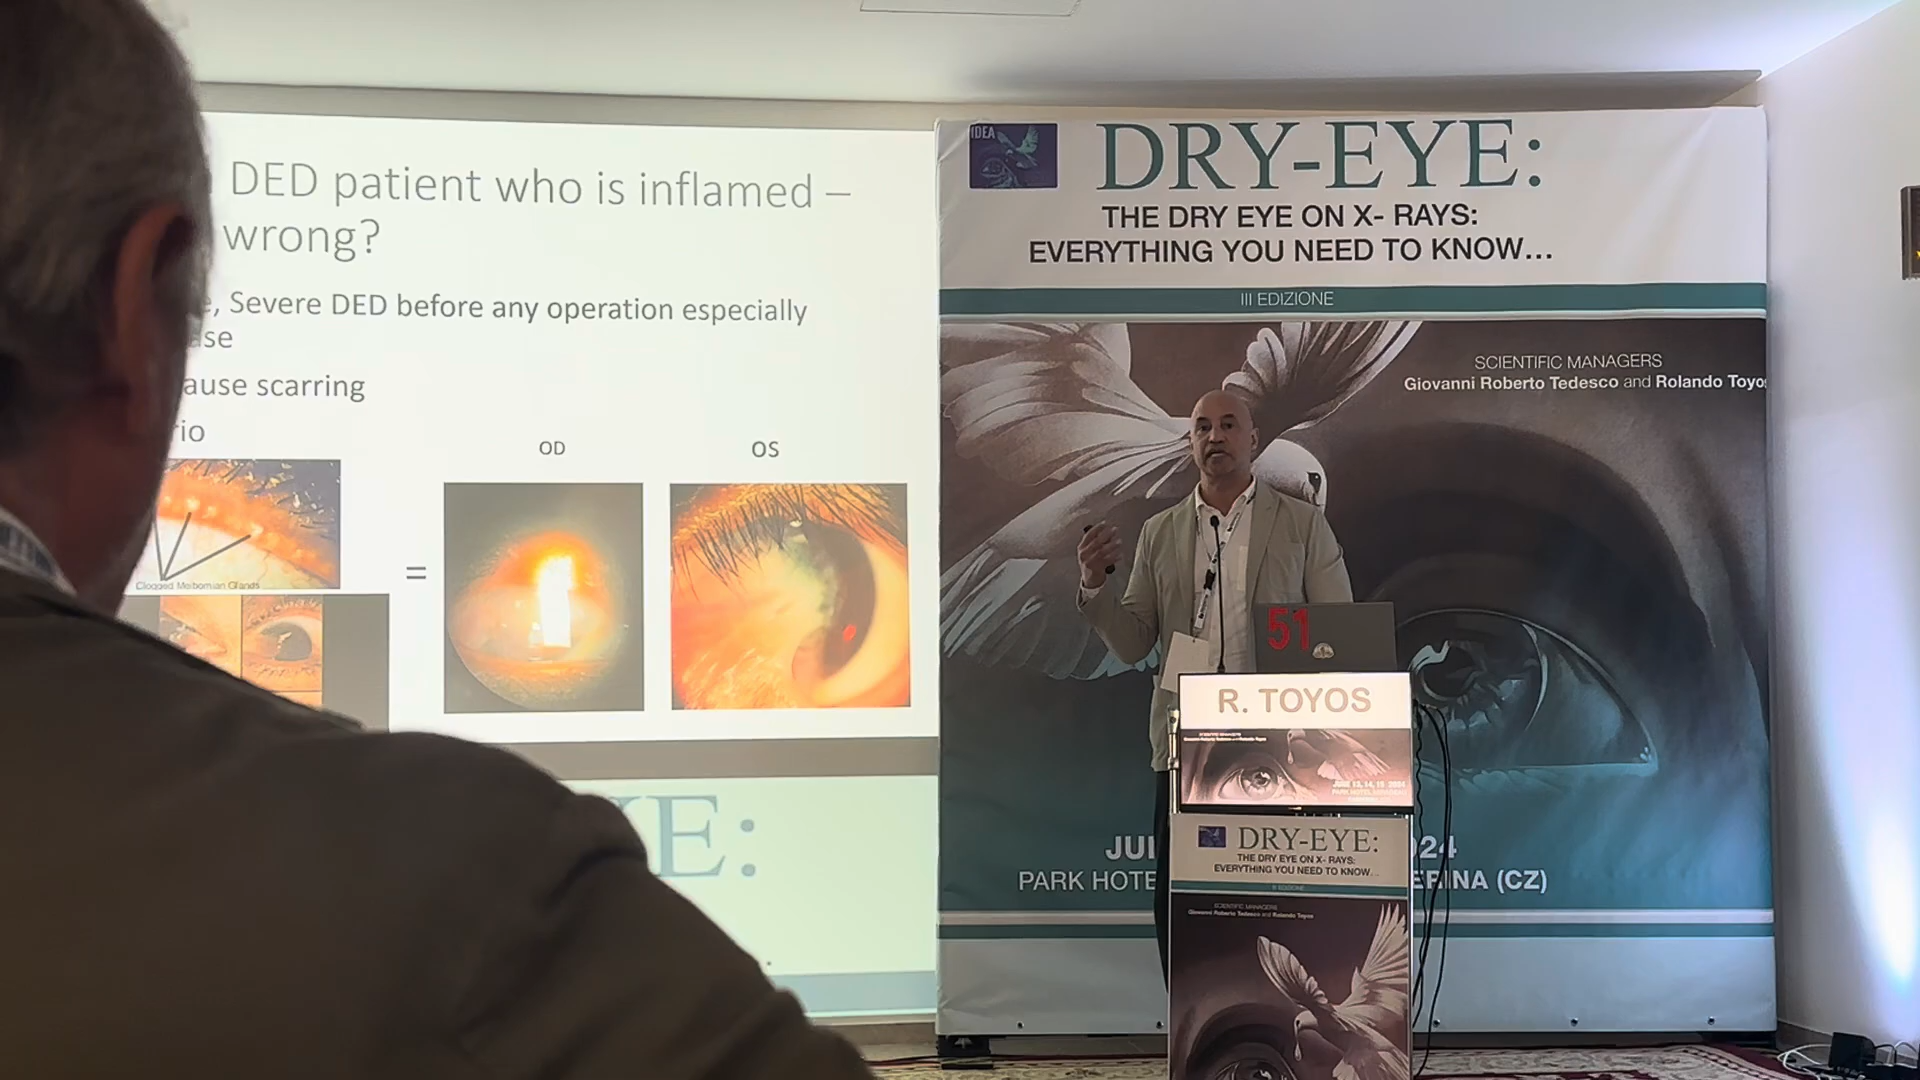 DED patient who is inflamed –
wrong?
, Severe DED before any operation especially
ause scarring
OD
OS
Clogged Meibomian Glands
=
YE:
IDEA
DRY-EYE:
THE DRY EYE ON X- RAYS:
EVERYTHING YOU NEED TO KNOW...
III EDIZIONE
SCIENTIFIC MANAGERS
Giovanni Roberto Tedesco and Rolando Toyos
51
R. TOYOS
DRY-EYE:
THE DRY EYE ON X- RAYS:
EVERYTHING YOU NEED TO KNOW...
SCIENTIFIC MANAGERS
Giovanni Roberto Tedesco and Rolando Toyos
JU
24
PARK HOTE
ERINA (CZ)